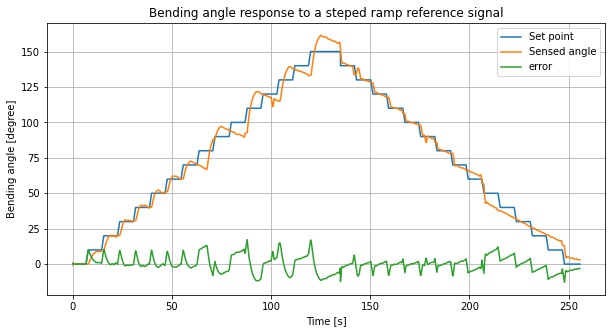 Bending angle response to a steped ramp reference signal
Set point
Sensed angle
error
Bending angle [degree]
150
125
100
75
50
25
0
0 50 100 150 200 250
Time [s]